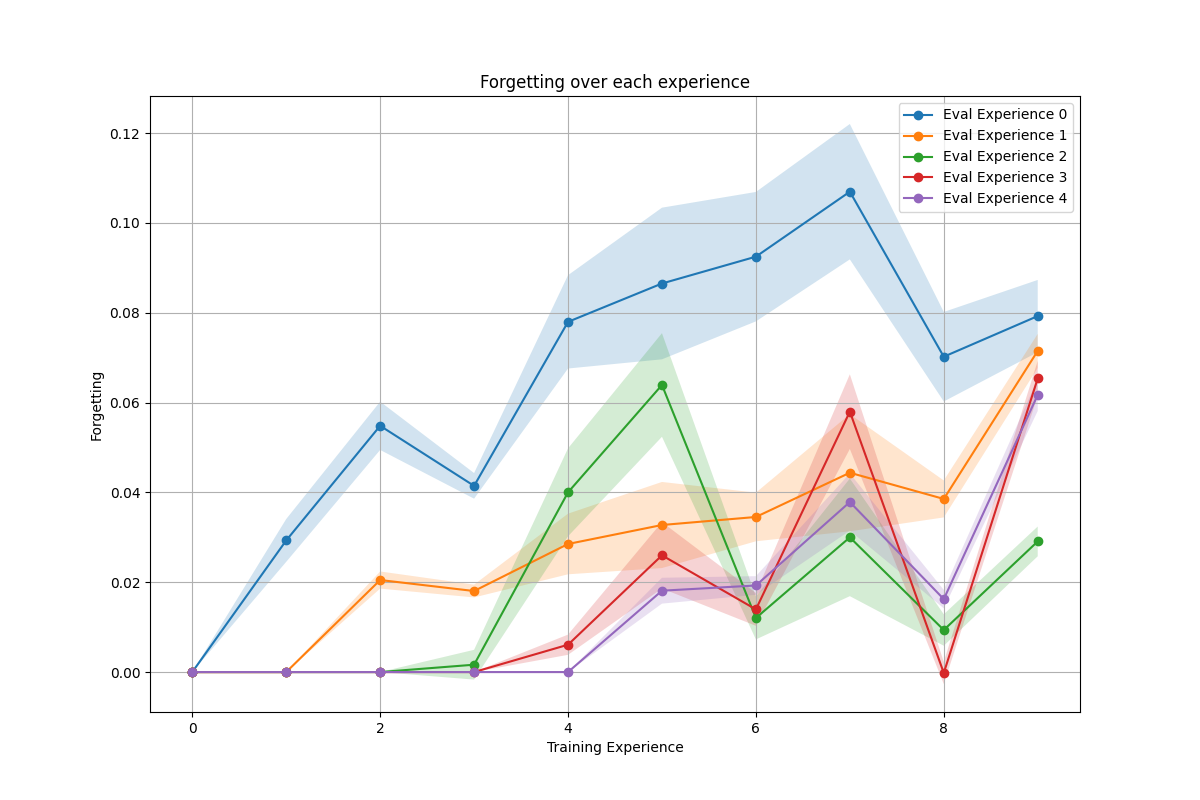 Forgetting over each experience
Eval Experience 0
Eval Experience 1
Eval Experience 2
Eval Experience 3
Eval Experience 4
0.12
0.10
0.08
0.06
0.04
0.02
0.00
Forgetting
0 2 4 6 8
Training Experience